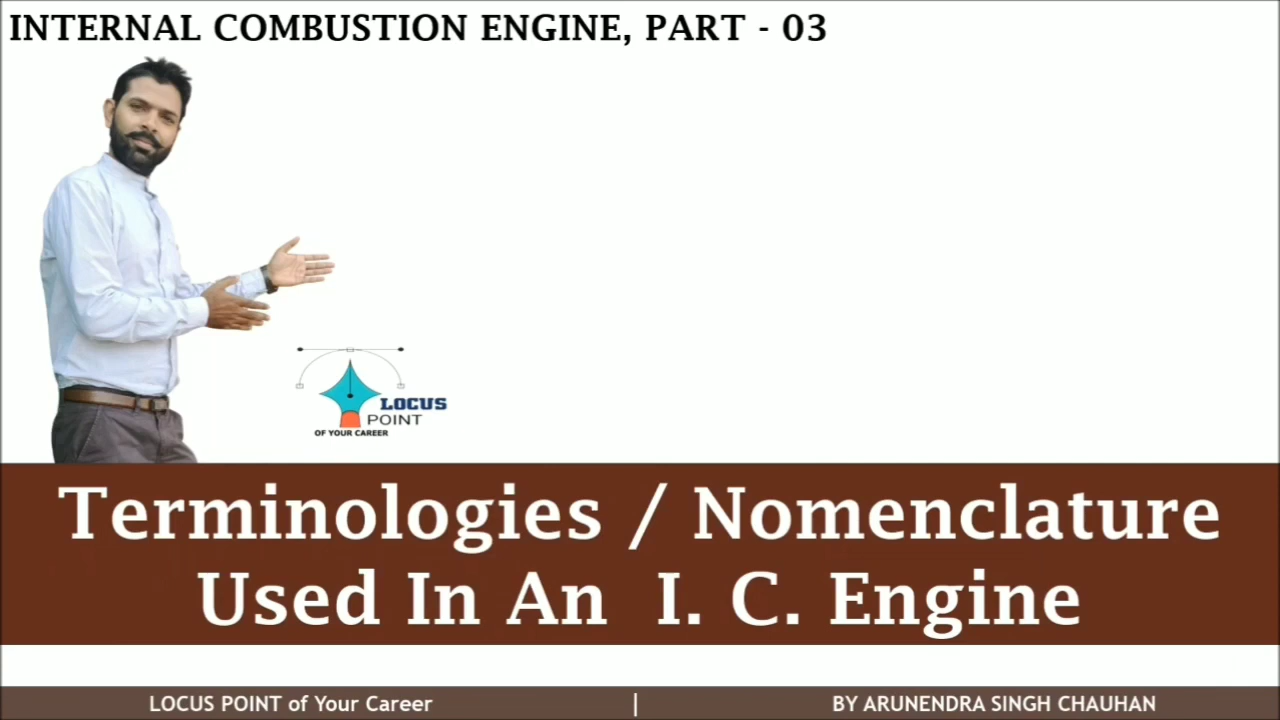 INTERNAL COMBUSTION ENGINE, PART - 03
LOCUS
POINT
OF YOUR CAREER
Terminologies / Nomenclature
Used In An I. C. Engine
LOCUS POINT of Your Career | BY ARUNENDRA SINGH CHAUHAN